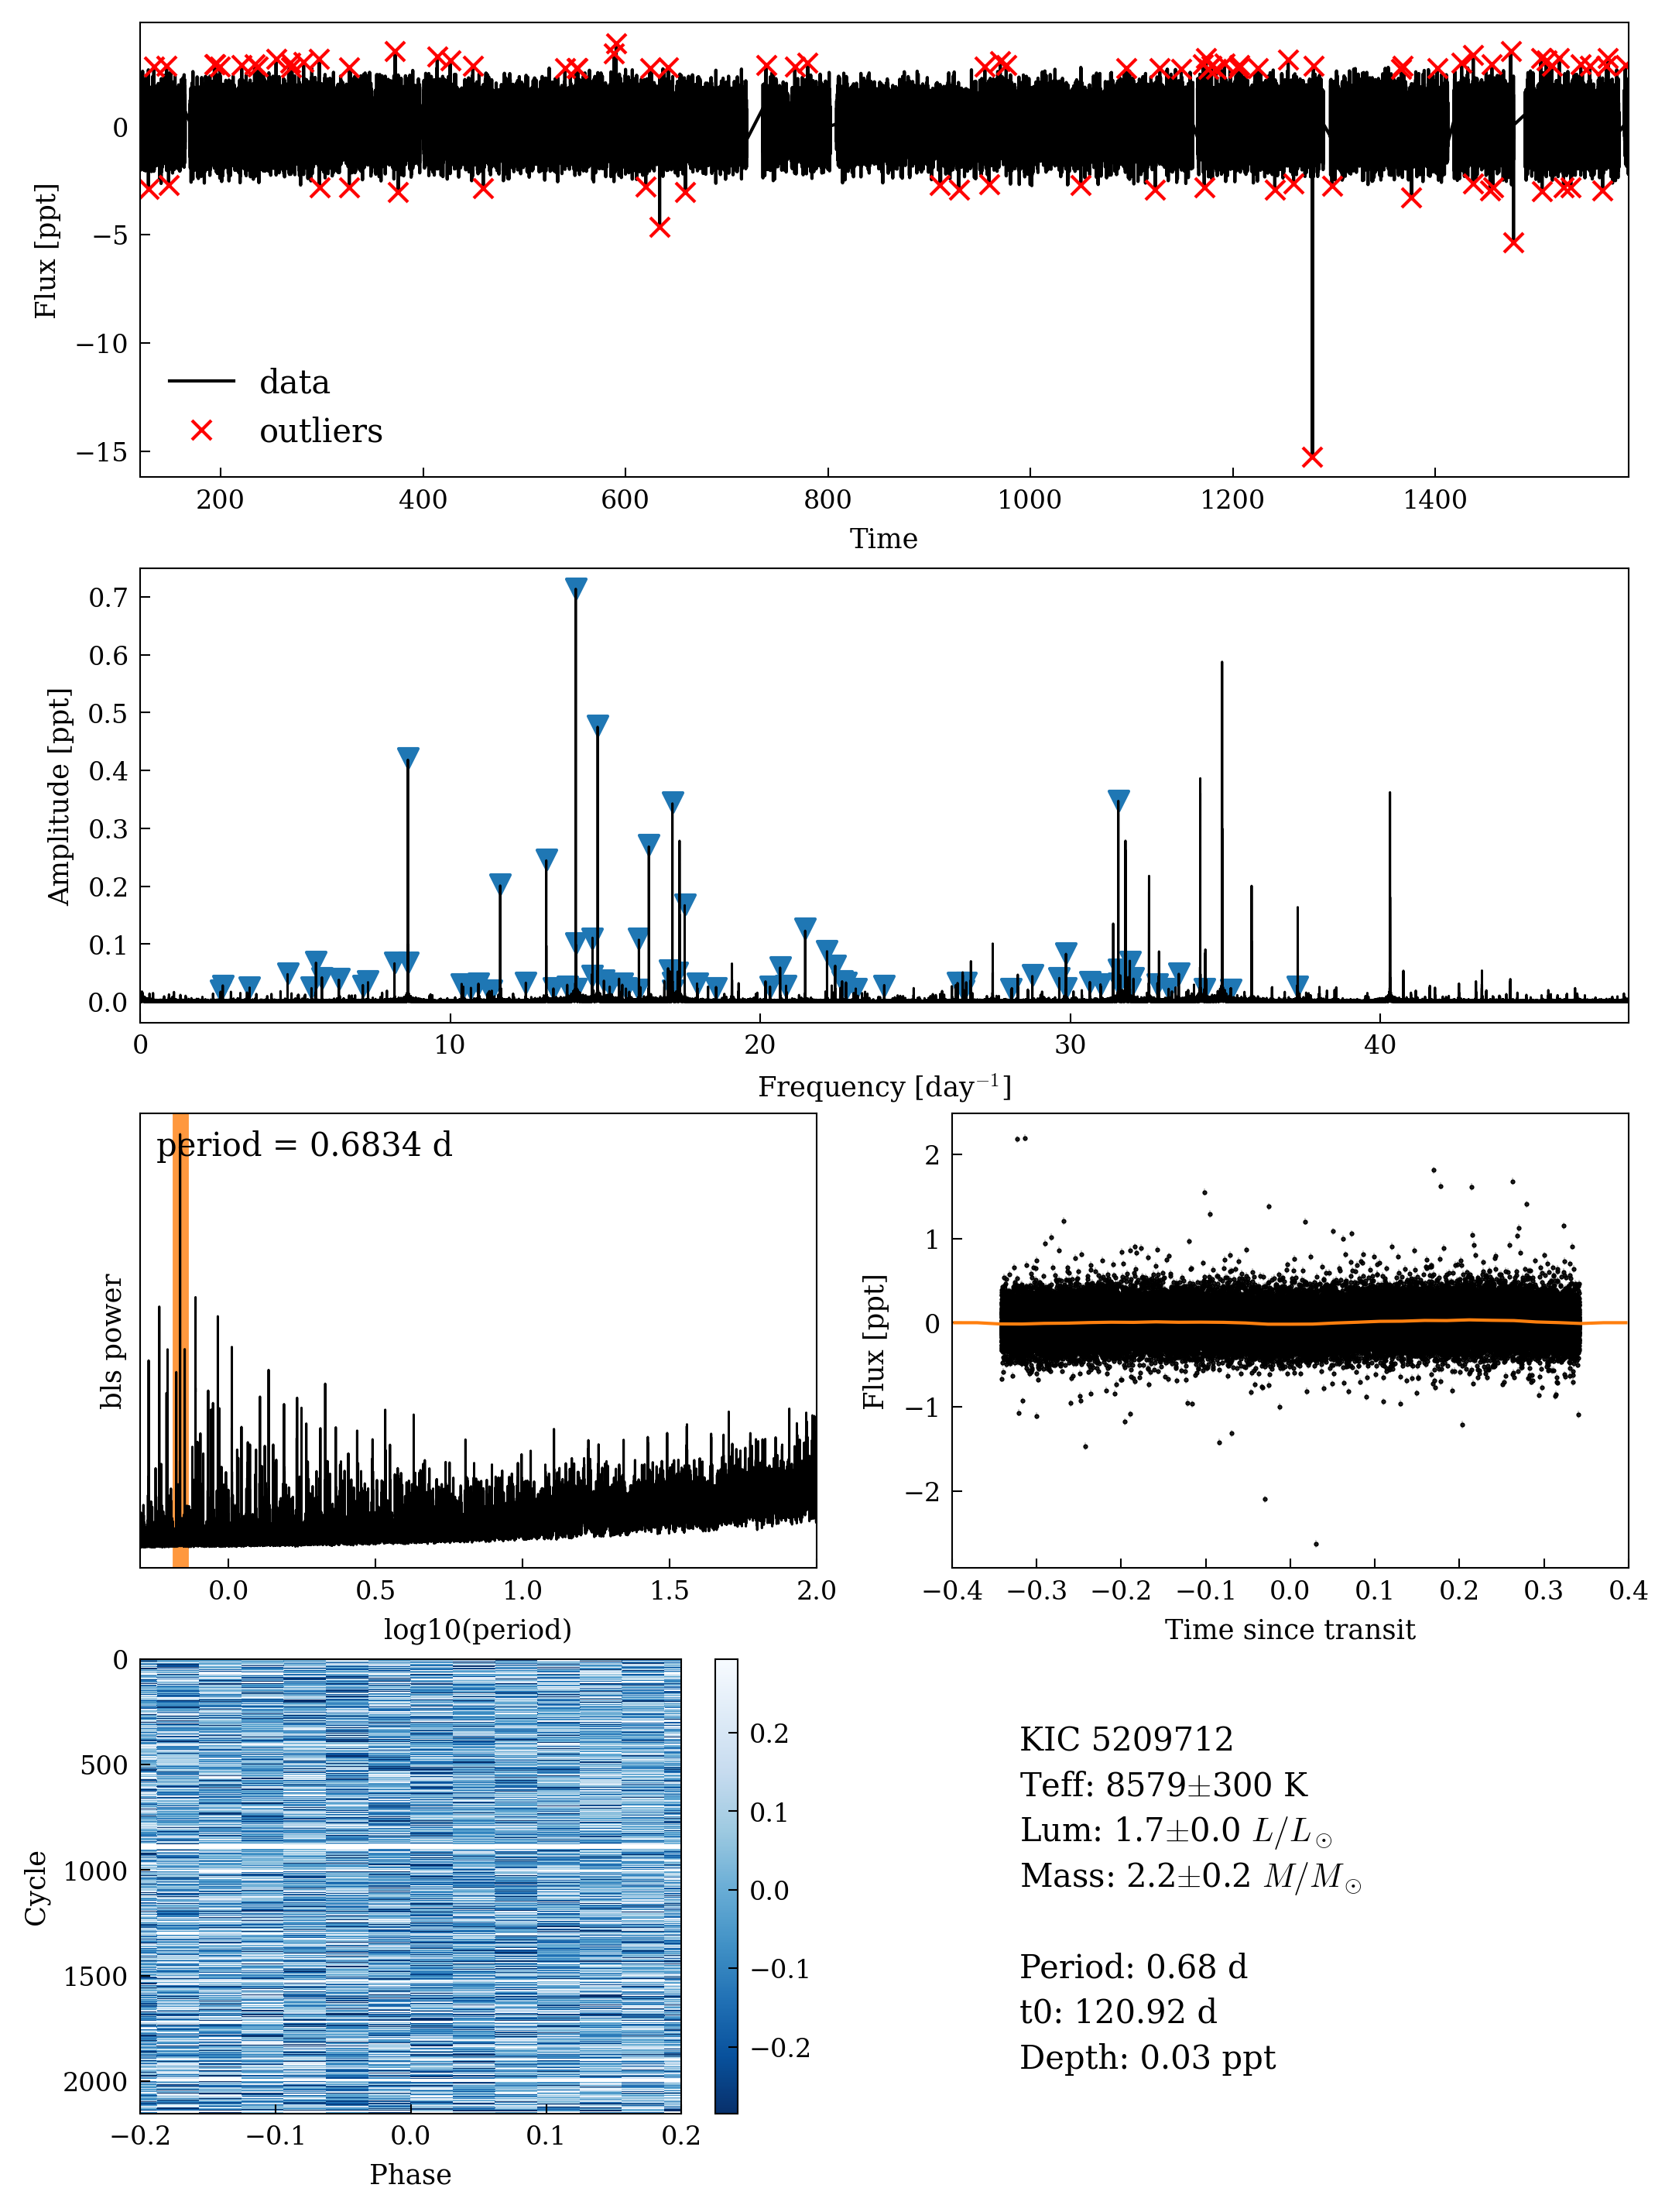 0
−5
−10
−15
Flux [ppt]
data
outliers
200 400 600 800 1000 1200 1400
Time
0.7
0.6
0.5
0.4
0.3
0.2
0.1
0.0
Amplitude [ppt]
0 10 20 30 40
Frequency [day⁻¹]
period = 0.6834 d
bls power
0.0 0.5 1.0 1.5 2.0
log10(period)
2
1
0
−1
−2
Flux [ppt]
−0.4 −0.3 −0.2 −0.1 0.0 0.1 0.2 0.3 0.4
Time since transit
0
500
1000
1500
2000
Cycle
−0.2 −0.1 0.0 0.1 0.2
Phase
0.2
0.1
0.0
−0.1
−0.2
KIC 5209712
Teff: 8579±300 K
Lum: 1.7±0.0 L/L⊙
Mass: 2.2±0.2 M/M⊙
Period: 0.68 d
t0: 120.92 d
Depth: 0.03 ppt